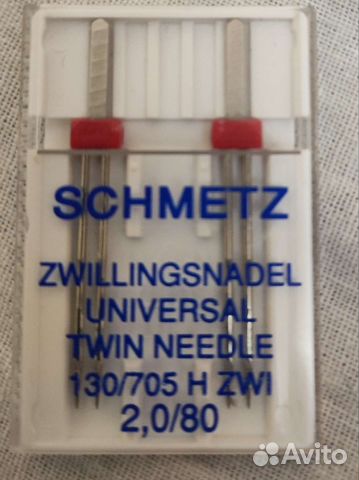 SCHMETZ
ZWILLINGSNADEL
UNIVERSAL
TWIN NEEDLE
130/705 H ZWI
2,0/80
Avito